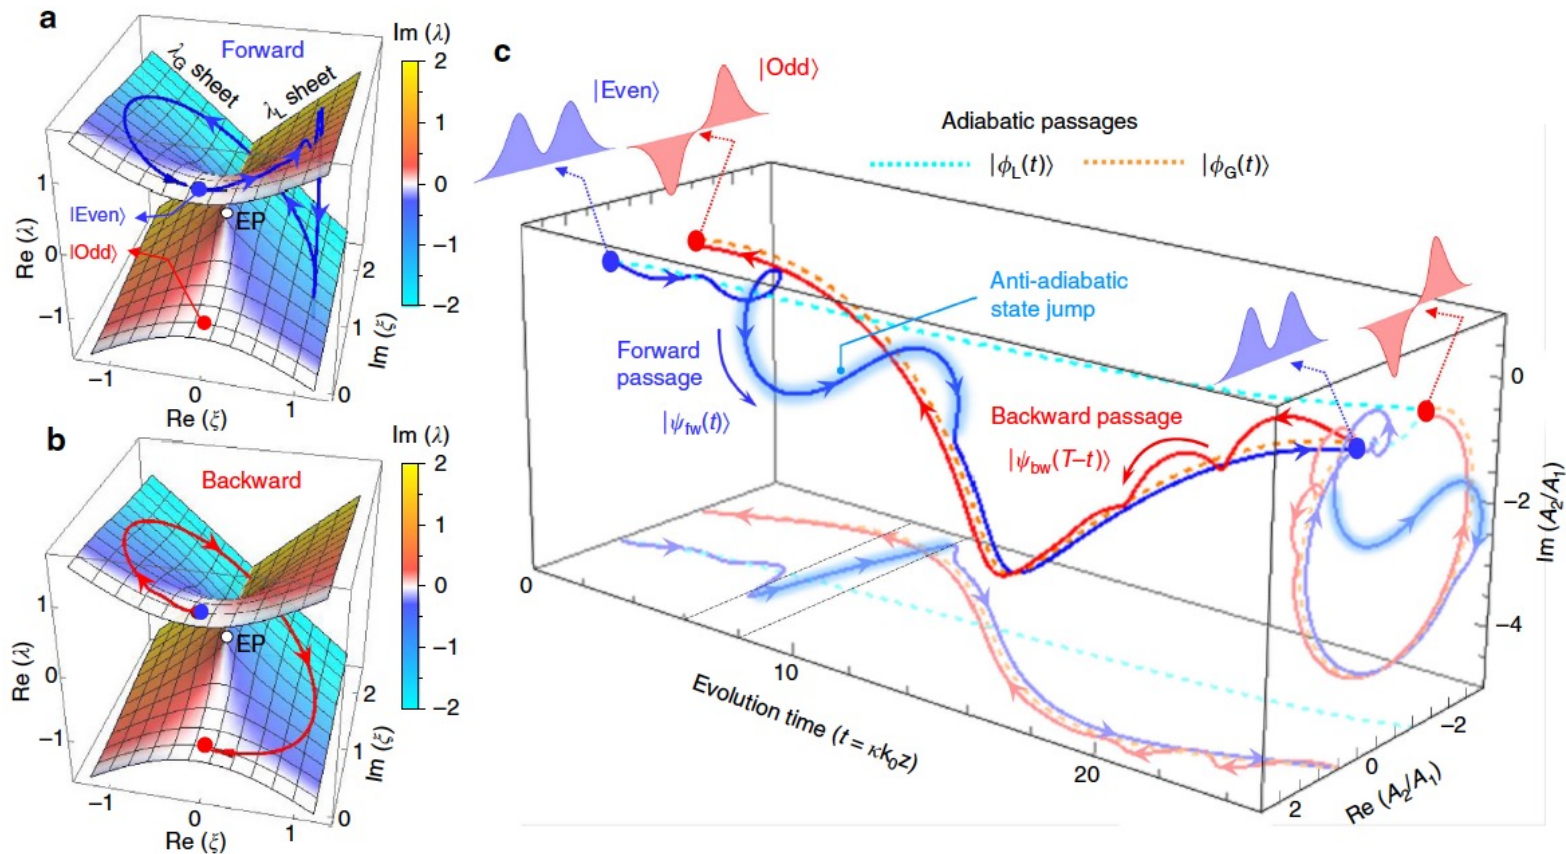 a
Forward
Im (λ)
λG sheet
λL sheet
2
1
0
−1
−2
|Even⟩
|Odd⟩
EP
Re (λ)
1
0
−1
−1
0
1
Re (ξ)
0
1
2
Im (ξ)
b
Backward
Im (λ)
2
1
0
−1
−2
EP
Re (λ)
1
0
−1
−1
0
1
Re (ξ)
0
1
2
Im (ξ)
c
|Even⟩
|Odd⟩
Adiabatic passages
|ϕL(t)⟩
|ϕG(t)⟩
Anti-adiabatic
state jump
Forward
passage
|ψfw(t)⟩
Backward passage
|ψbw(T−t)⟩
0
10
20
Evolution time (t = κk0z)
0
−2
−4
Im (A2/A1)
2
0
−2
Re (A2/A1)